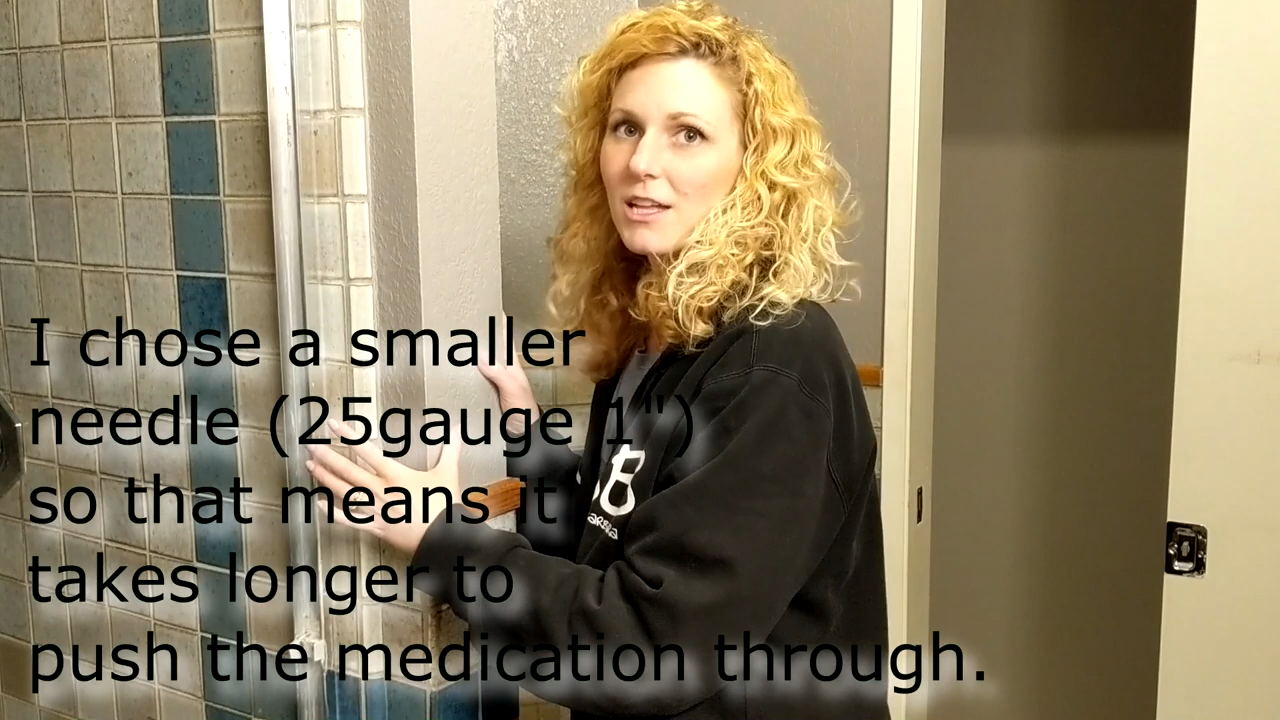 I chose a smaller
needle (25gauge 1")
so that means it
takes longer to
push the medication through.